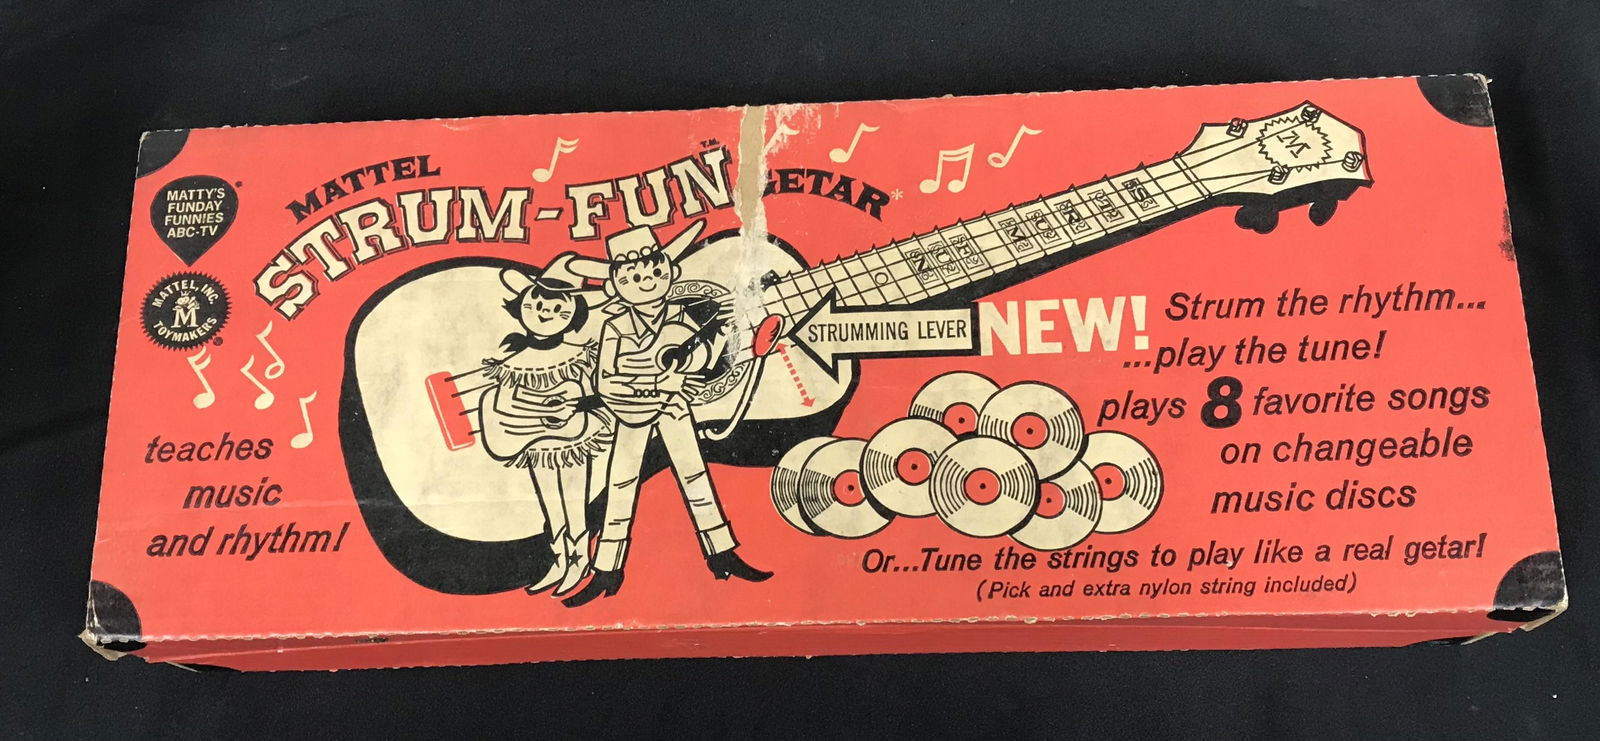 MATTY'S
FUNDAY
FUNNIES
ABC-TV
*
MATTEL, INC.
M
TOYMAKERS
®
MATTEL
STRUM-FUN™
GETAR*
M
STRUMMING LEVER
NEW!
Strum the rhythm...
...play the tune!
plays 8 favorite songs
on changeable
music discs
teaches
music
and rhythm!
Or...Tune the strings to play like a real getar!
(Pick and extra nylon string included)